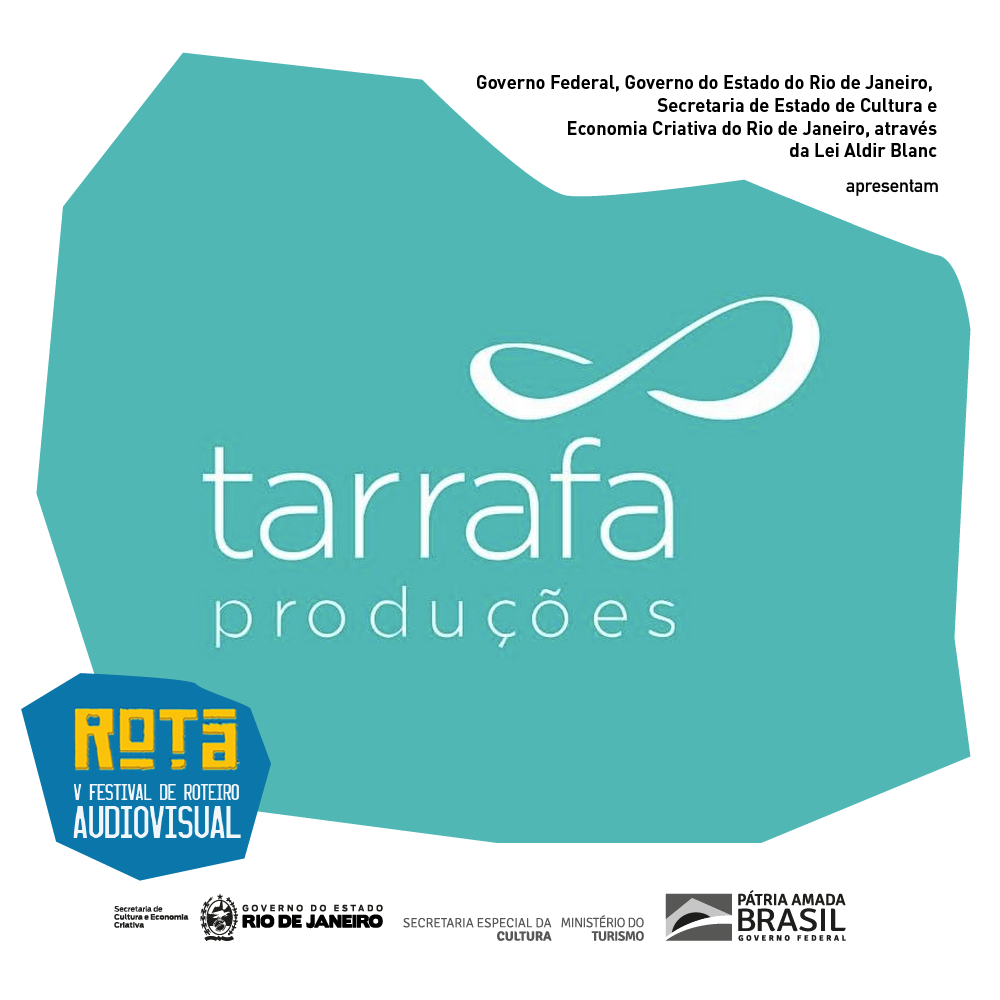 Governo Federal, Governo do Estado do Rio de Janeiro,
Secretaria de Estado de Cultura e
Economia Criativa do Rio de Janeiro, através
da Lei Aldir Blanc
apresentam
tarrafa
produções
ROTA
V FESTIVAL DE ROTEIRO
AUDIOVISUAL
Secretaria de
Cultura e Economia
Criativa
GOVERNO DO ESTADO
RIO DE JANEIRO
SECRETARIA ESPECIAL DA
CULTURA
MINISTÉRIO DO
TURISMO
PÁTRIA AMADA
BRASIL
GOVERNO FEDERAL